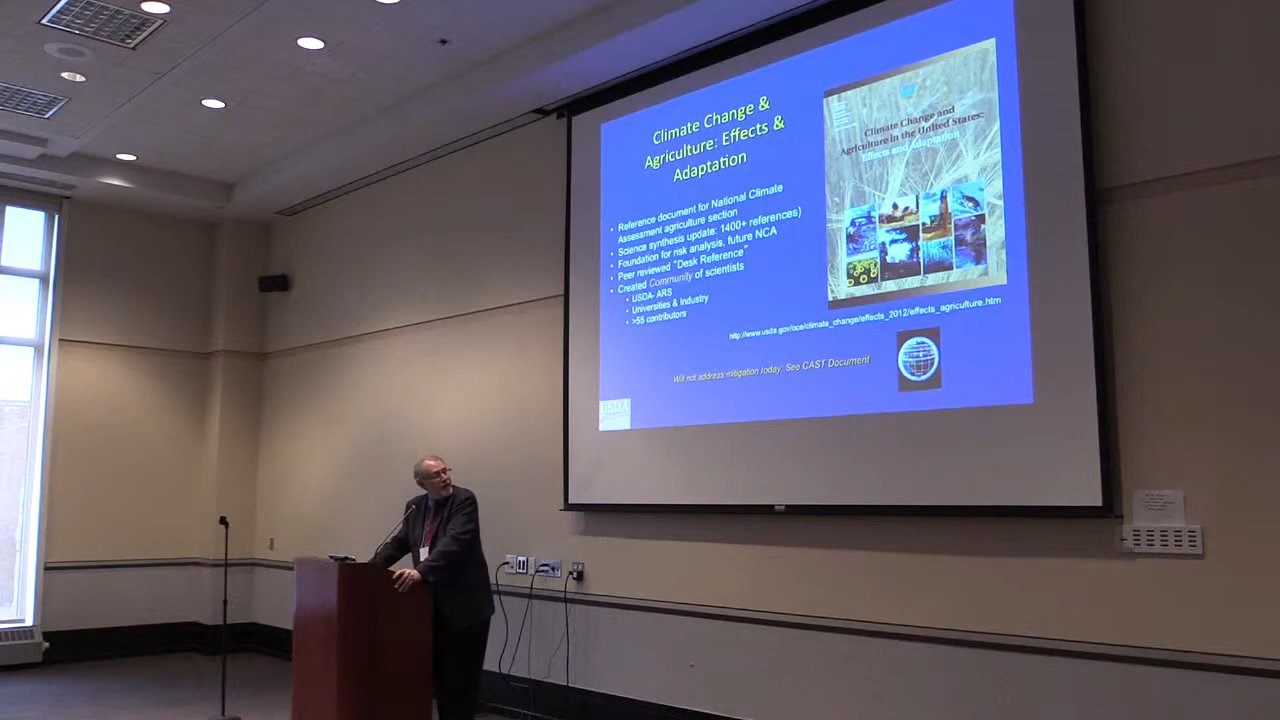 Climate Change &
Agriculture: Effects &
Adaptation
• Reference document for National Climate
Assessment agriculture section
• Science synthesis update: 1400+ references)
• Foundation for risk analysis, future NCA
• Peer reviewed "Desk Reference"
• Created Community of scientists
• USDA- ARS
• Universities & Industry
• >55 contributors
Climate Change and
Agriculture in the United States:
Effects and Adaptation
http://www.usda.gov/oce/climate_change/effects_2012/effects_agriculture.htm
Will not address mitigation today. See CAST Document
USDA